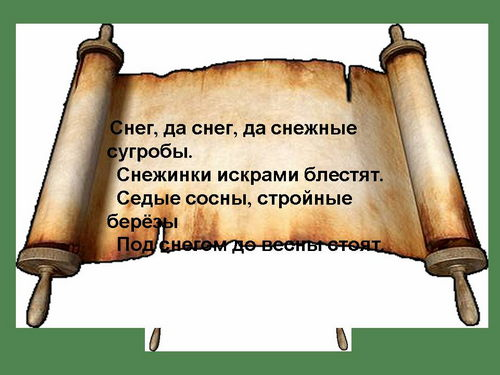 Снег, да снег, да снежные
сугробы.
Снежинки искрами блестят.
Седые сосны, стройные
берёзы
Под снегом до весны стоят.